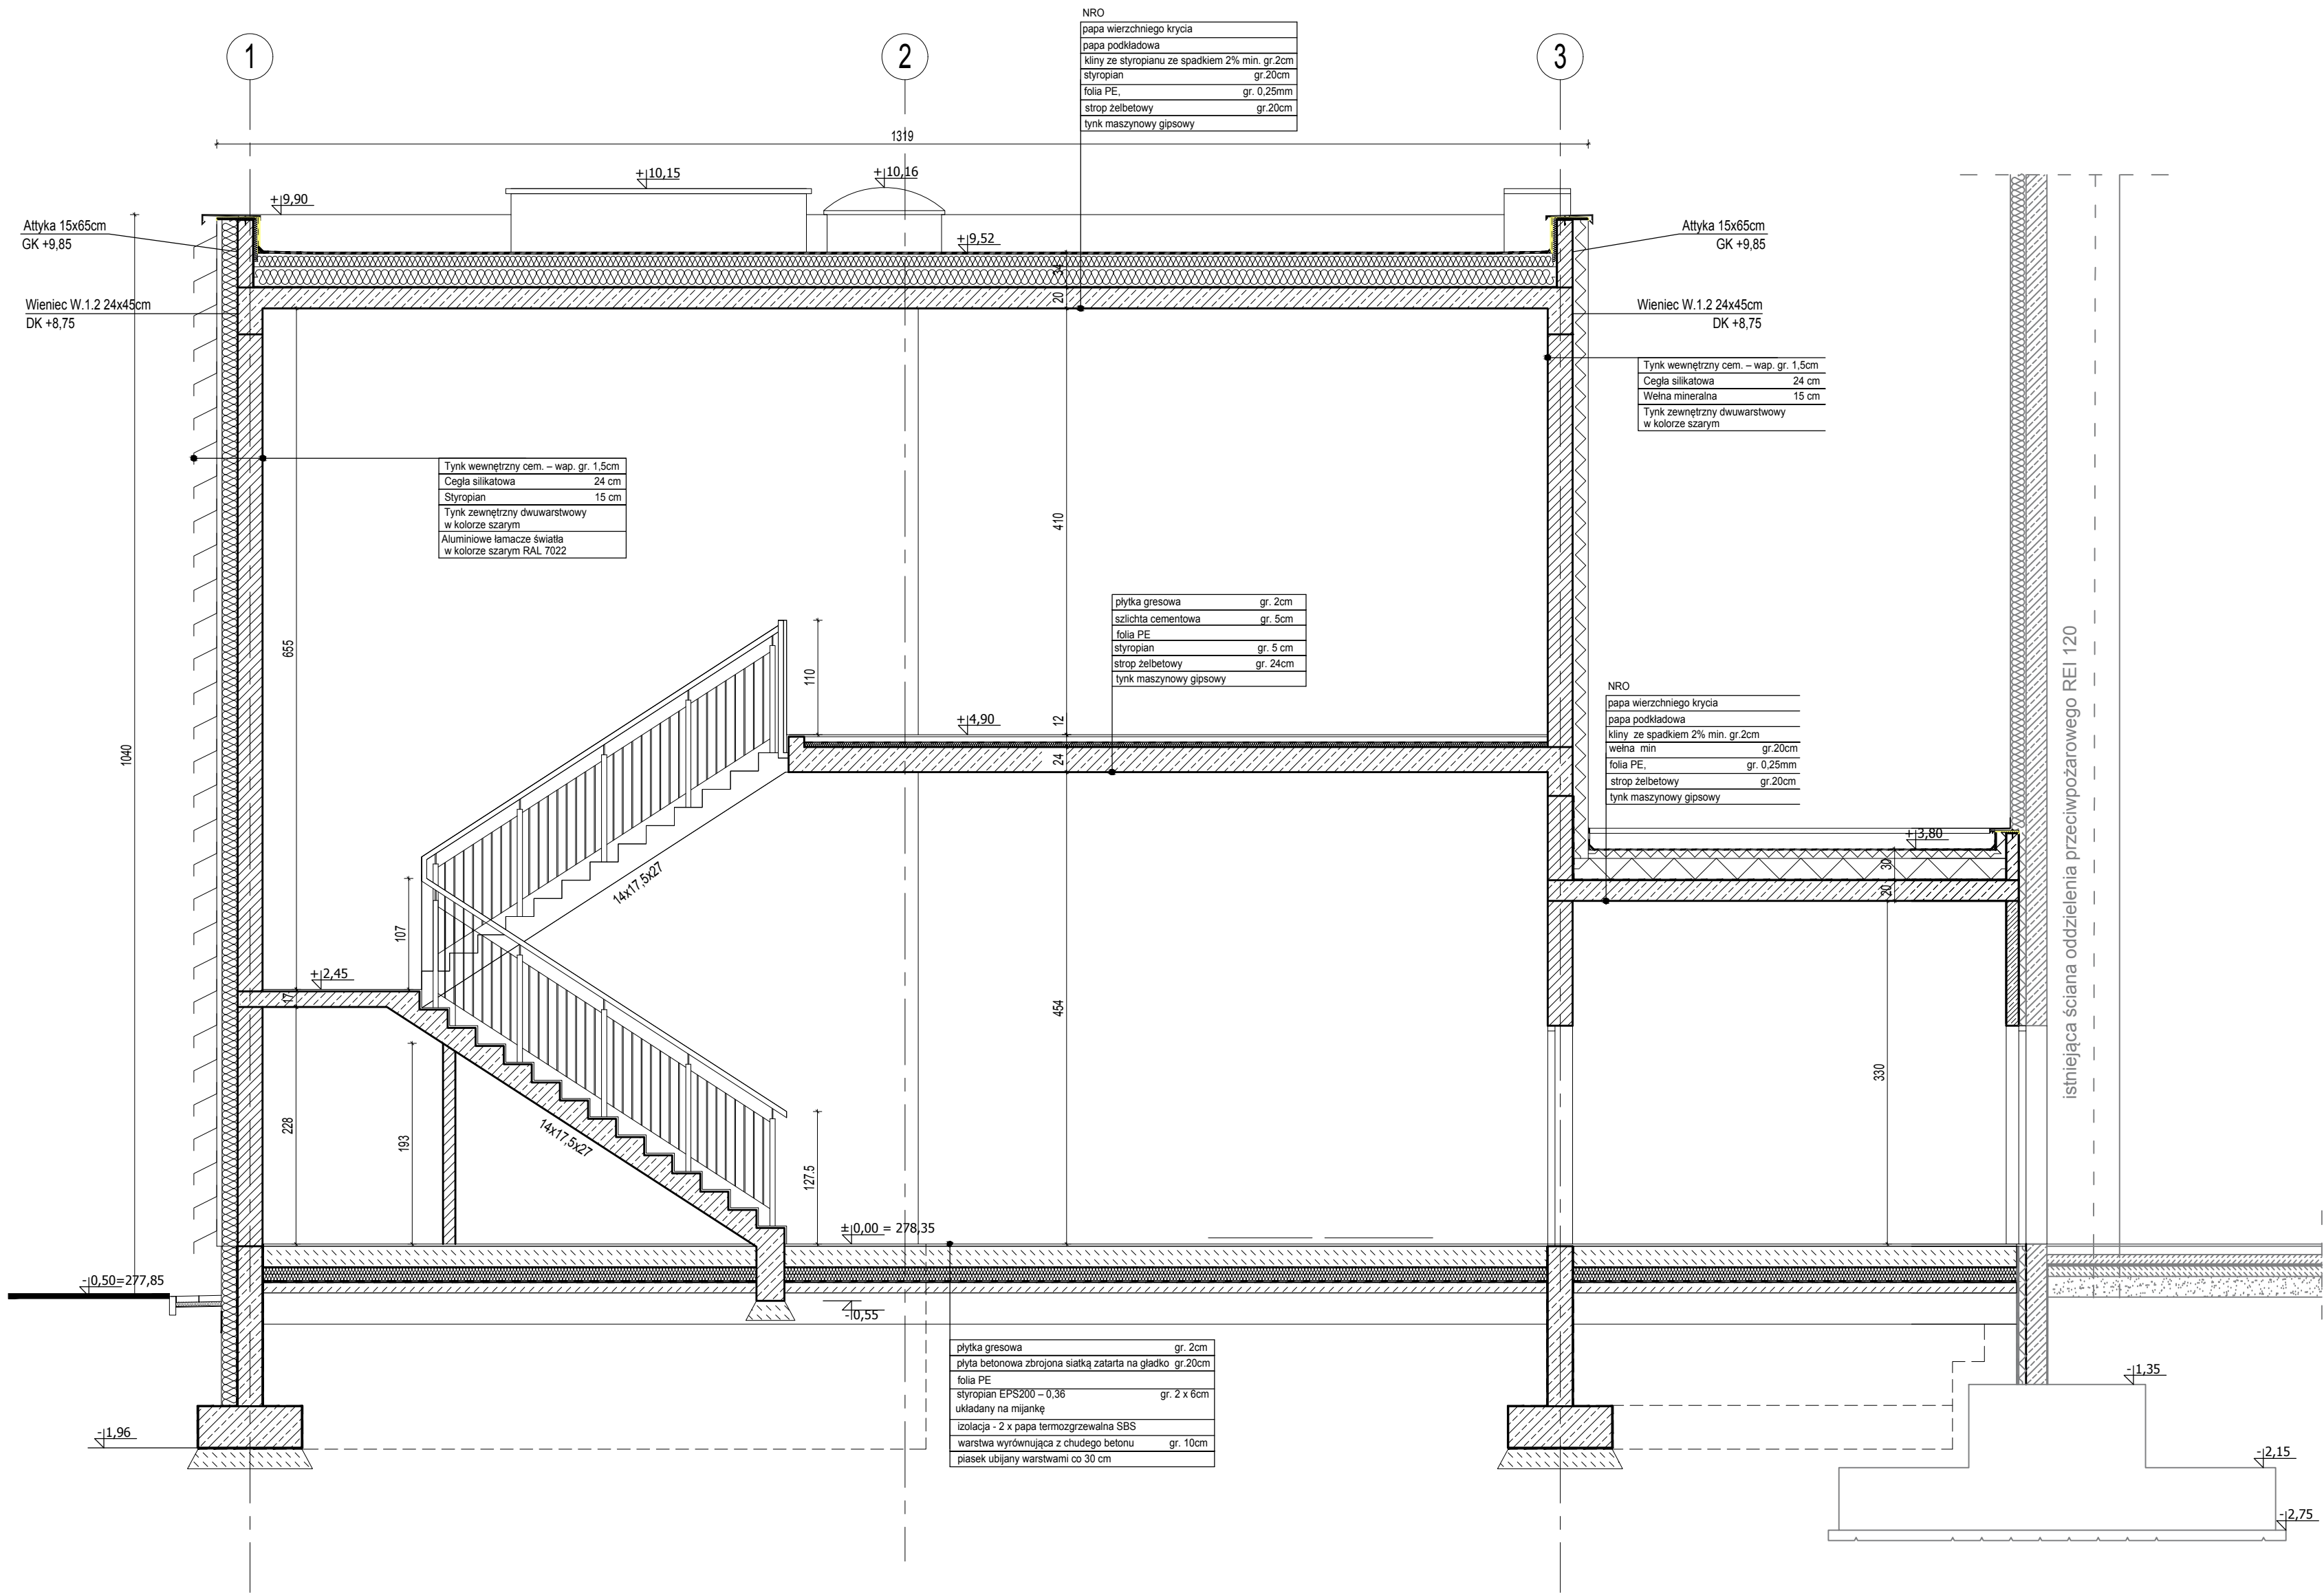 1
2
3
NRO
papa wierzchniego krycia
papa podkładowa
kliny ze styropianu ze spadkiem 2% min. gr.2cm
styropian gr.20cm
folia PE, gr. 0,25mm
strop żelbetowy gr.20cm
tynk maszynowy gipsowy
1319
+9,90
+10,15
+10,16
+9,52
Attyka 15x65cm
GK +9,85
Wieniec W.1.2 24x45cm
DK +8,75
Attyka 15x65cm
GK +9,85
Wieniec W.1.2 24x45cm
DK +8,75
34
20
Tynk wewnętrzny cem. – wap. gr. 1,5cm
Cegła silikatowa 24 cm
Wełna mineralna 15 cm
Tynk zewnętrzny dwuwarstwowy
w kolorze szarym
Tynk wewnętrzny cem. – wap. gr. 1,5cm
Cegła silikatowa 24 cm
Styropian 15 cm
Tynk zewnętrzny dwuwarstwowy
w kolorze szarym
Aluminiowe łamacze światła
w kolorze szarym RAL 7022
410
655
1040
110
płytka gresowa gr. 2cm
szlichta cementowa gr. 5cm
folia PE
styropian gr. 5 cm
strop żelbetowy gr. 24cm
tynk maszynowy gipsowy
+4,90
12
24
NRO
papa wierzchniego krycia
papa podkładowa
kliny ze spadkiem 2% min. gr.2cm
wełna min gr.20cm
folia PE, gr. 0,25mm
strop żelbetowy gr.20cm
tynk maszynowy gipsowy
istniejąca ściana oddzielenia przeciwpożarowego REI 120
+3,80
30
20
14x17,5x27
107
+2,45
17
454
330
228
193
14x17,5x27
127.5
±0,00 = 278,35
-0,50=277,85
-0,55
płytka gresowa gr. 2cm
płyta betonowa zbrojona siatką zatarta na gładko gr.20cm
folia PE
styropian EPS200 – 0,36 gr. 2 x 6cm
układany na mijankę
izolacja - 2 x papa termozgrzewalna SBS
warstwa wyrównująca z chudego betonu gr. 10cm
piasek ubijany warstwami co 30 cm
-1,35
-1,96
-2,15
-2,75